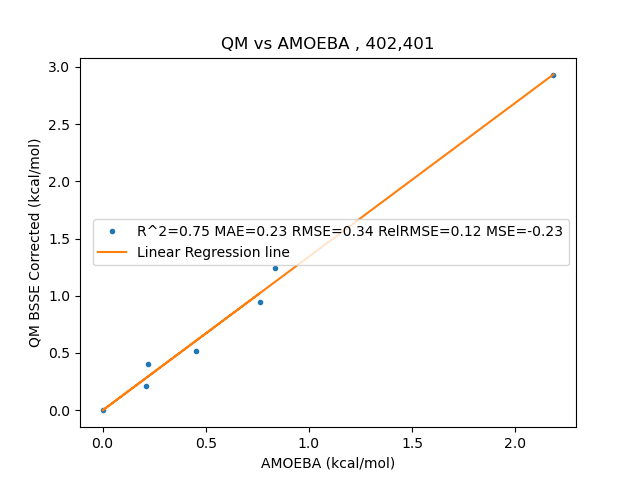 QM vs AMOEBA , 402,401
3.0
2.5
2.0
1.5
1.0
0.5
0.0
QM BSSE Corrected (kcal/mol)
R^2=0.75 MAE=0.23 RMSE=0.34 RelRMSE=0.12 MSE=-0.23
Linear Regression line
0.0 0.5 1.0 1.5 2.0
AMOEBA (kcal/mol)